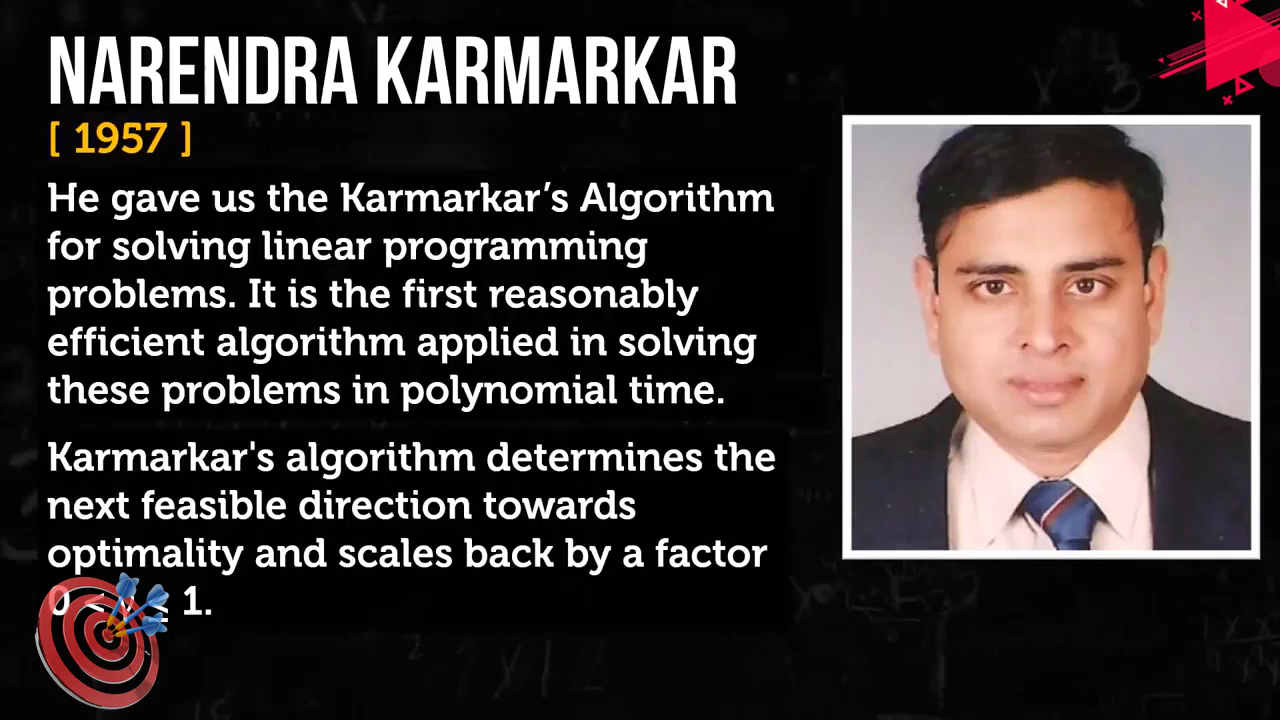 NARENDRA KARMARKAR
[ 1957 ]
He gave us the Karmarkar’s Algorithm
for solving linear programming
problems. It is the first reasonably
efficient algorithm applied in solving
these problems in polynomial time.
Karmarkar's algorithm determines the
next feasible direction towards
optimality and scales back by a factor
0 < ≤ 1.